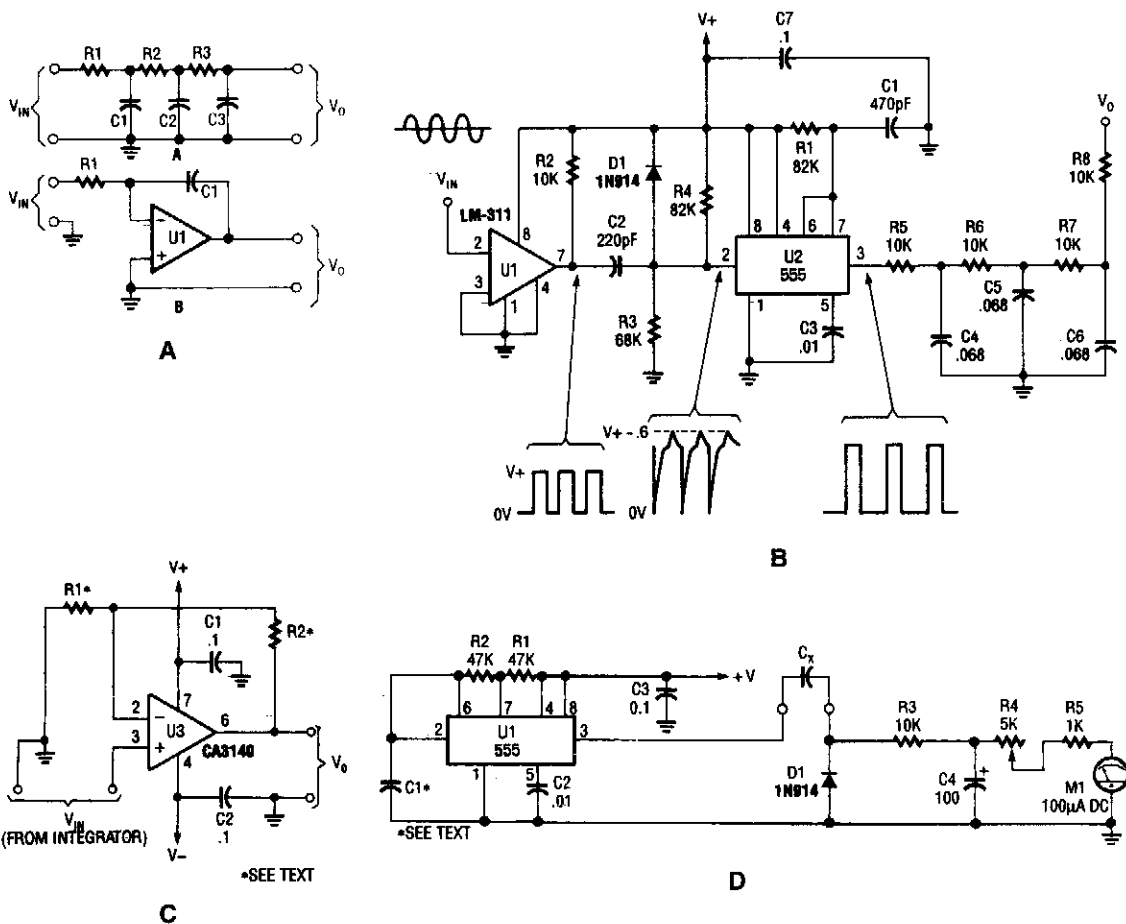 R1
R2
R3
V_IN
C1
C2
C3
V_O
A
R1
C1
V_IN
U1
−
+
V_O
B
A
V+
C7
.1
C1
470pF
V_IN
LM-311
R2
10K
D1
1N914
R4
82K
R1
82K
V_O
R8
10K
C2
220pF
8
2
3
U1
7
1
4
8
4
6
7
2
U2
555
3
1
5
R5
10K
R6
10K
R7
10K
R3
68K
C3
.01
C4
.068
C5
.068
C6
.068
V+ - .6
V+
0V
0V
B
V+
R1*
C1
.1
R2*
2
3
−
+
7
U3
6
4
CA3140
V_O
C2
.1
V_IN
(FROM INTEGRATOR)
V−
*SEE TEXT
C
R2
47K
R1
47K
C3
0.1
+V
C_X
6
7
4
8
2
U1
555
3
1
5
C1*
C2
.01
*SEE TEXT
D1
1N914
R3
10K
R4
5K
R5
1K
C4
100
+
M1
100µA DC
D